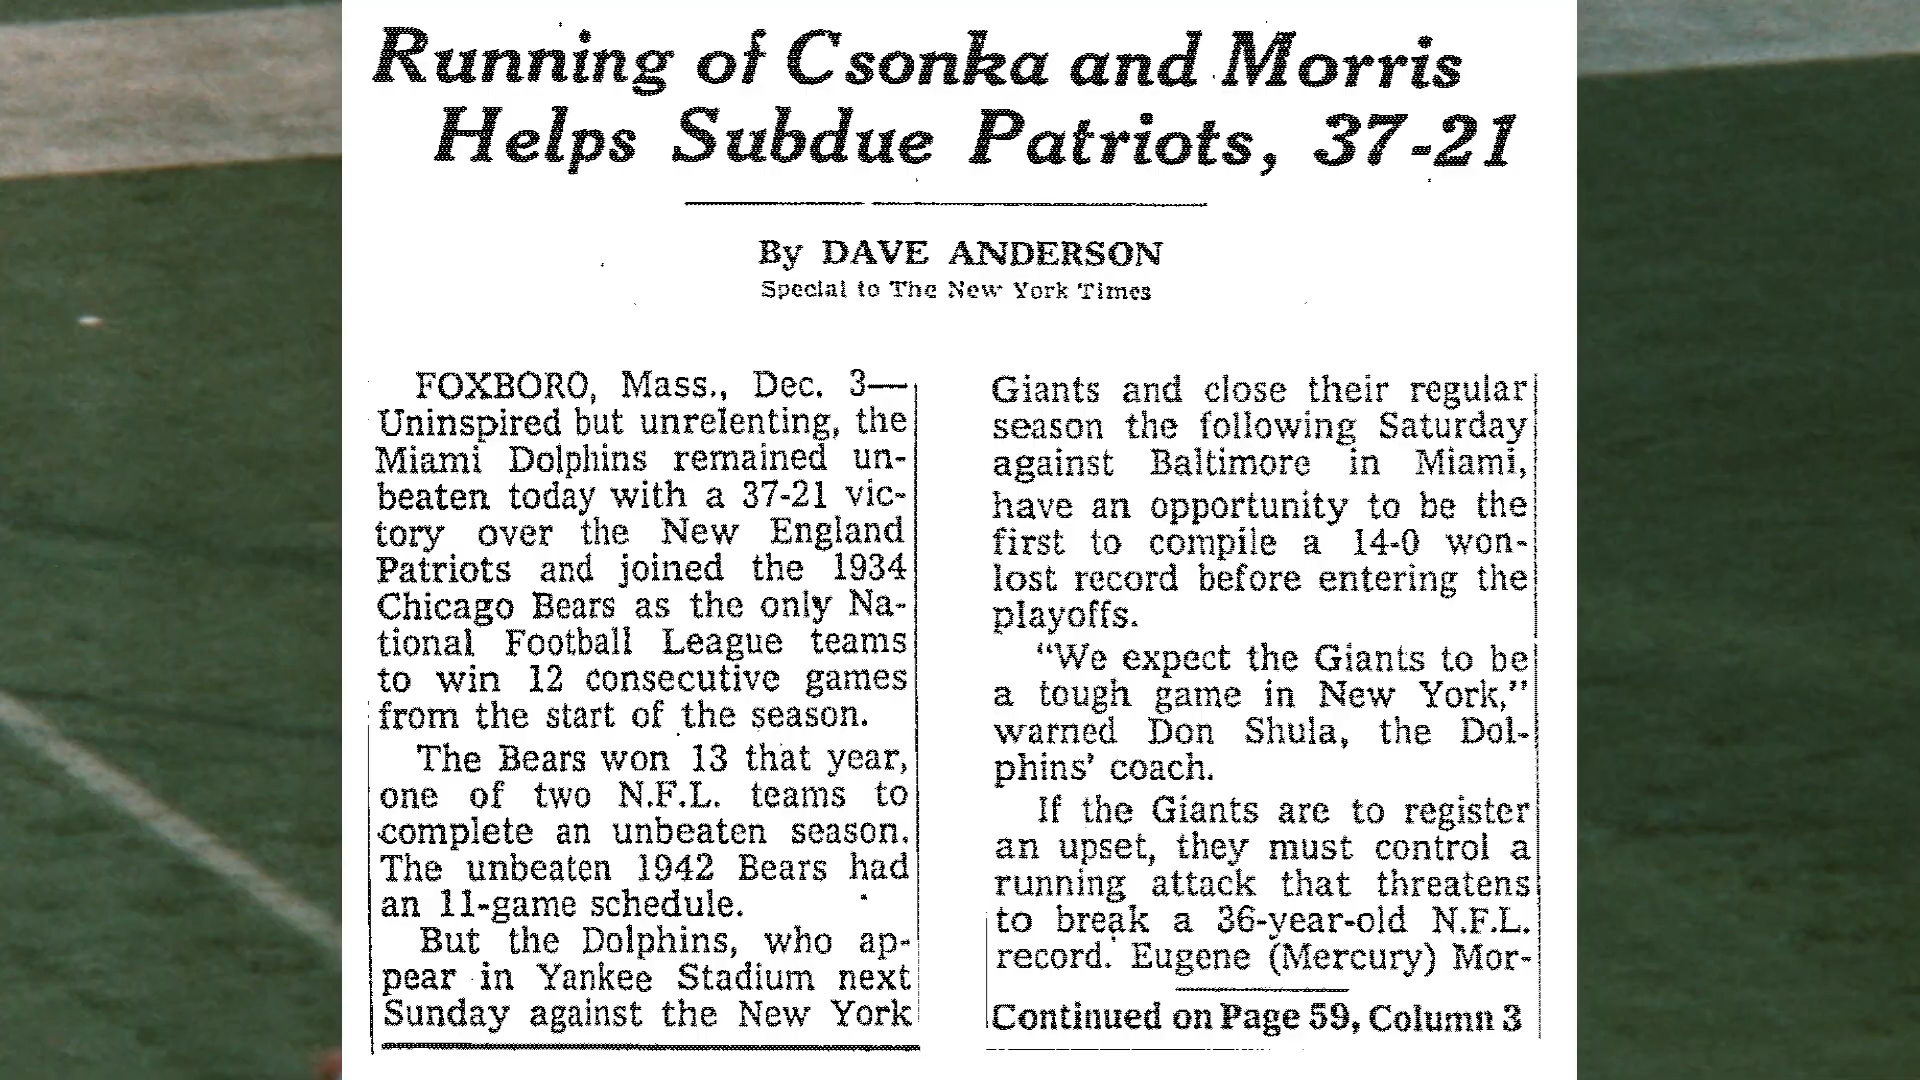 Running of Csonka and Morris
Helps Subdue Patriots, 37-21
By DAVE ANDERSON
Special to The New York Times
FOXBORO, Mass., Dec. 3—
Uninspired but unrelenting, the
Miami Dolphins remained un-
beaten today with a 37-21 vic-
tory over the New England
Patriots and joined the 1934
Chicago Bears as the only Na-
tional Football League teams
to win 12 consecutive games
from the start of the season.
The Bears won 13 that year,
one of two N.F.L. teams to
complete an unbeaten season.
The unbeaten 1942 Bears had
an 11-game schedule.
But the Dolphins, who ap-
pear in Yankee Stadium next
Sunday against the New York
Giants and close their regular
season the following Saturday
against Baltimore in Miami,
have an opportunity to be the
first to compile a 14-0 won-
lost record before entering the
playoffs.
"We expect the Giants to be
a tough game in New York,"
warned Don Shula, the Dol-
phins' coach.
If the Giants are to register
an upset, they must control a
running attack that threatens
to break a 36-year-old N.F.L.
record. Eugene (Mercury) Mor-
Continued on Page 59, Column 3